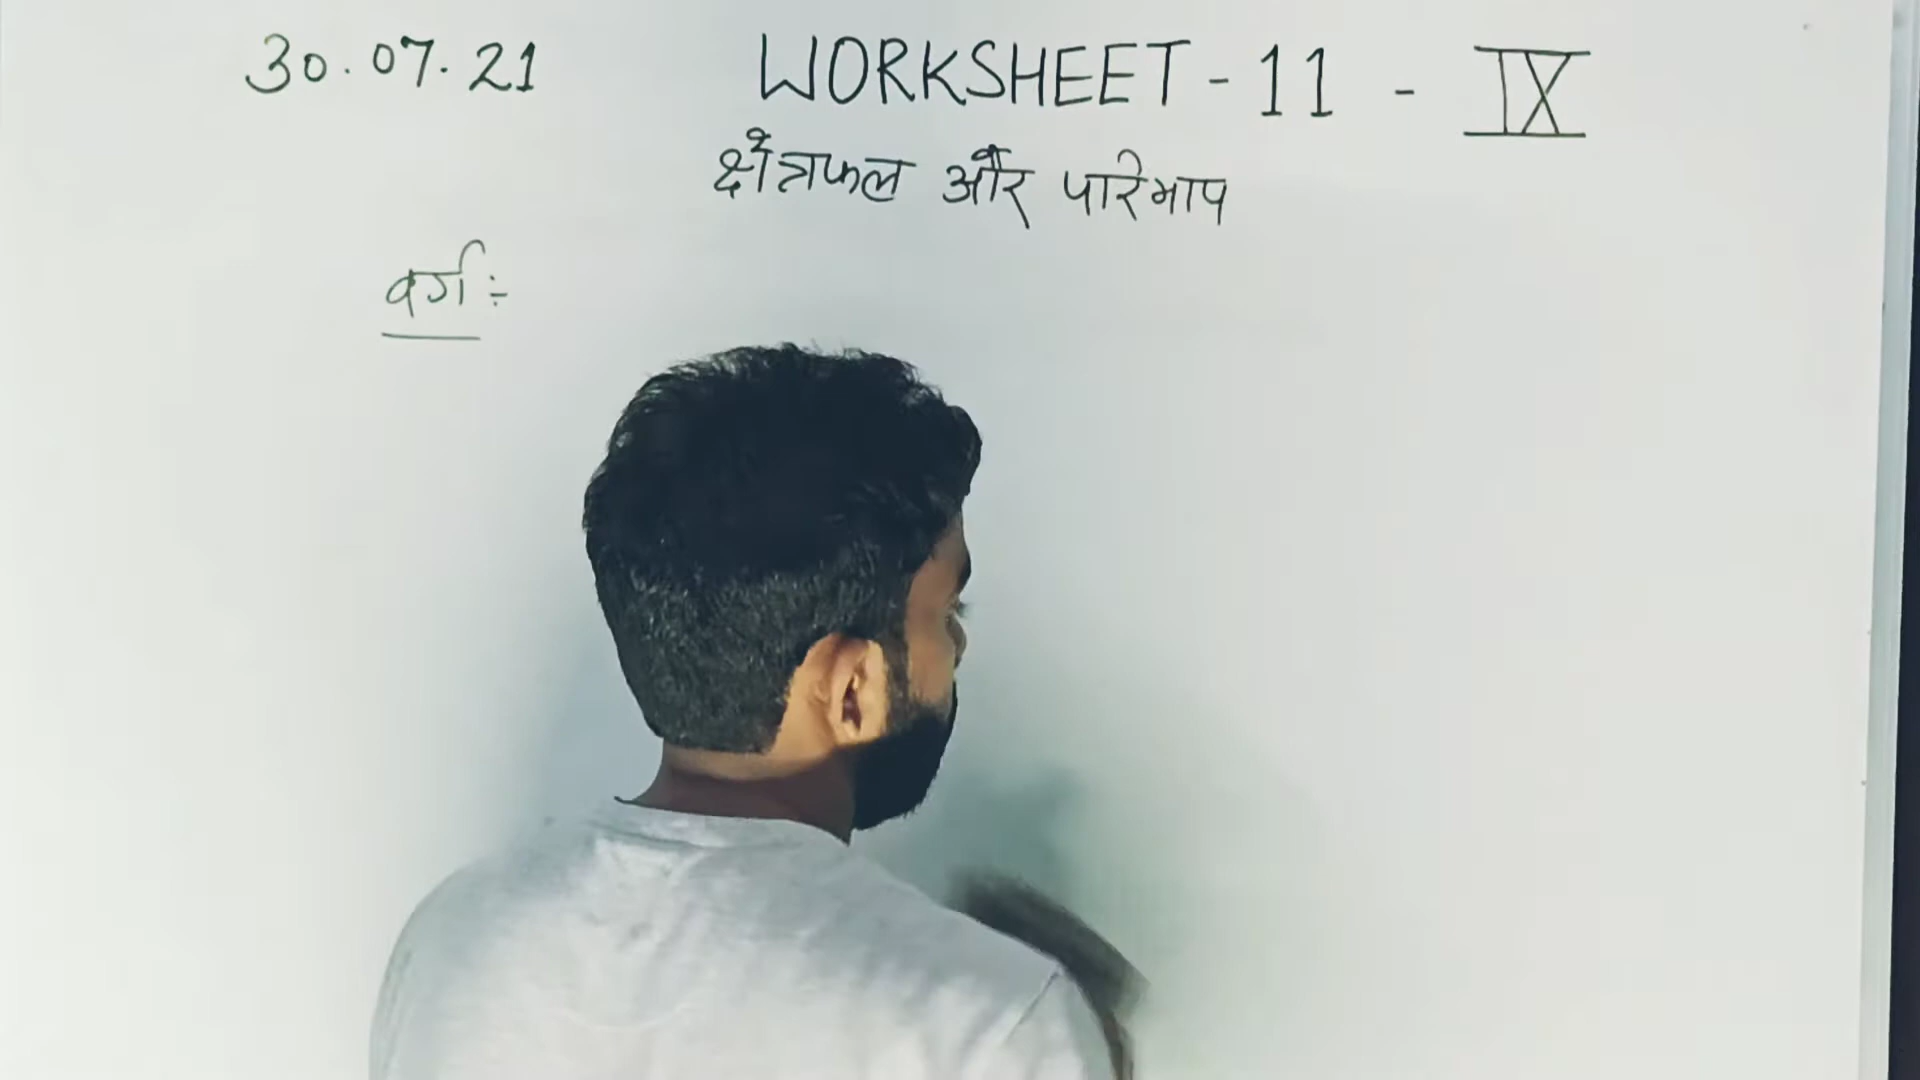 30.07.21 WORKSHEET - 11 - IX
क्षेत्रफल और परिमाप
वर्ग :-